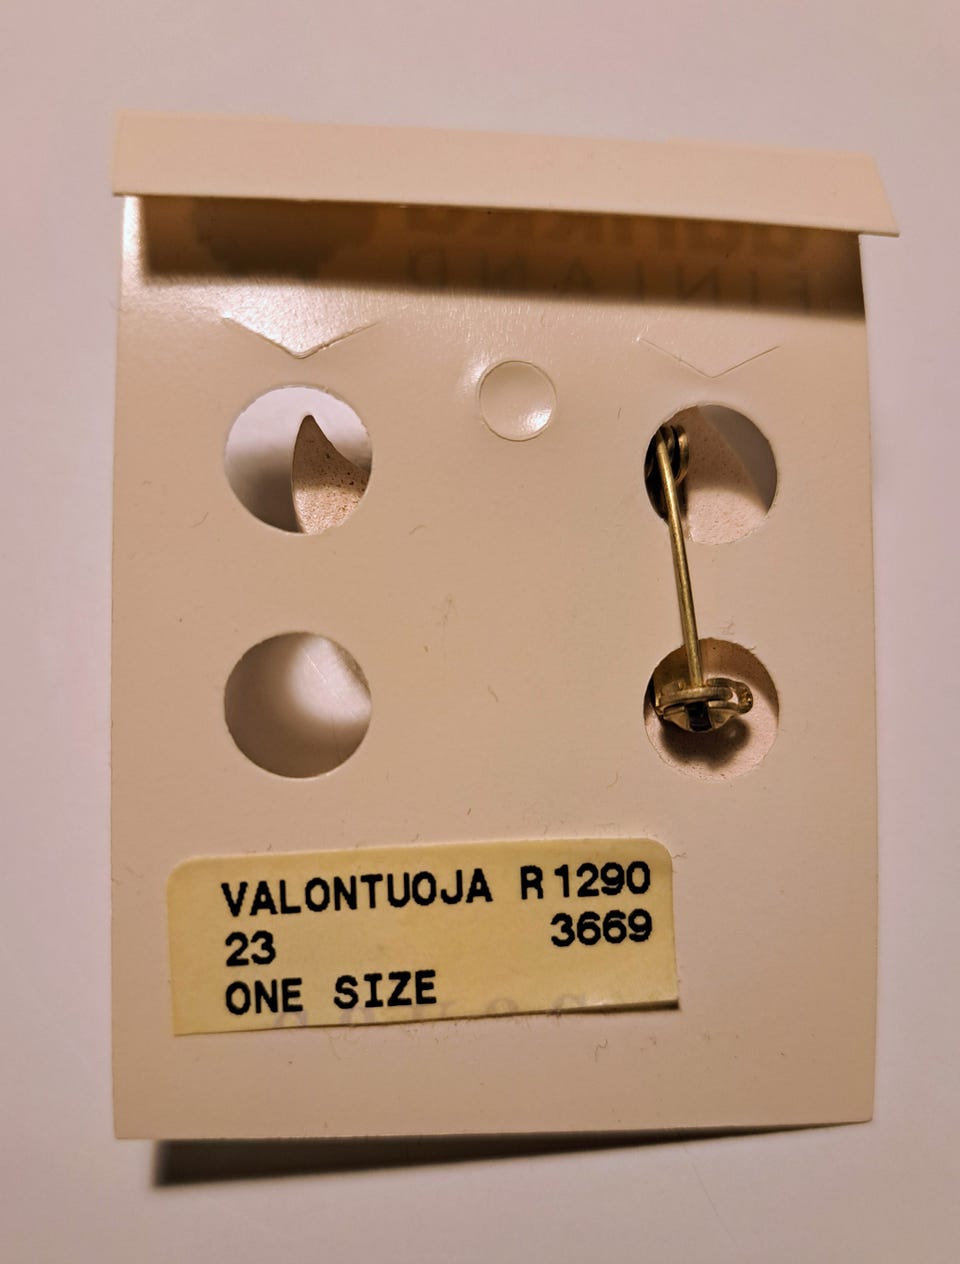 VALONTUOJA R1290
23 3669
ONE SIZE